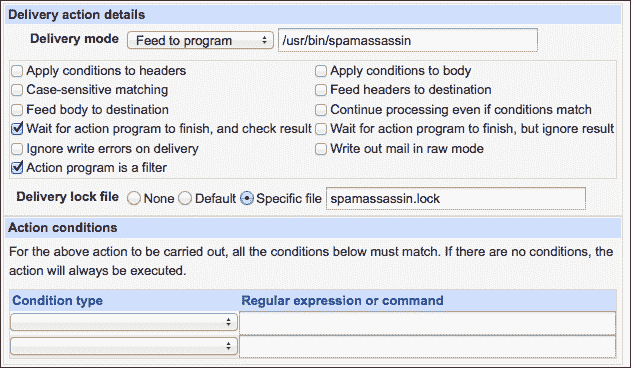 Delivery action details
Delivery mode Feed to program /usr/bin/spamassassin
Apply conditions to headers Apply conditions to body
Case-sensitive matching Feed headers to destination
Feed body to destination Continue processing even if conditions match
Wait for action program to finish, and check result Wait for action program to finish, but ignore result
Ignore write errors on delivery Write out mail in raw mode
Action program is a filter
Delivery lock file None Default Specific file spamassassin.lock
Action conditions
For the above action to be carried out, all the conditions below must match. If there are no conditions, the
action will always be executed.
Condition type Regular expression or command